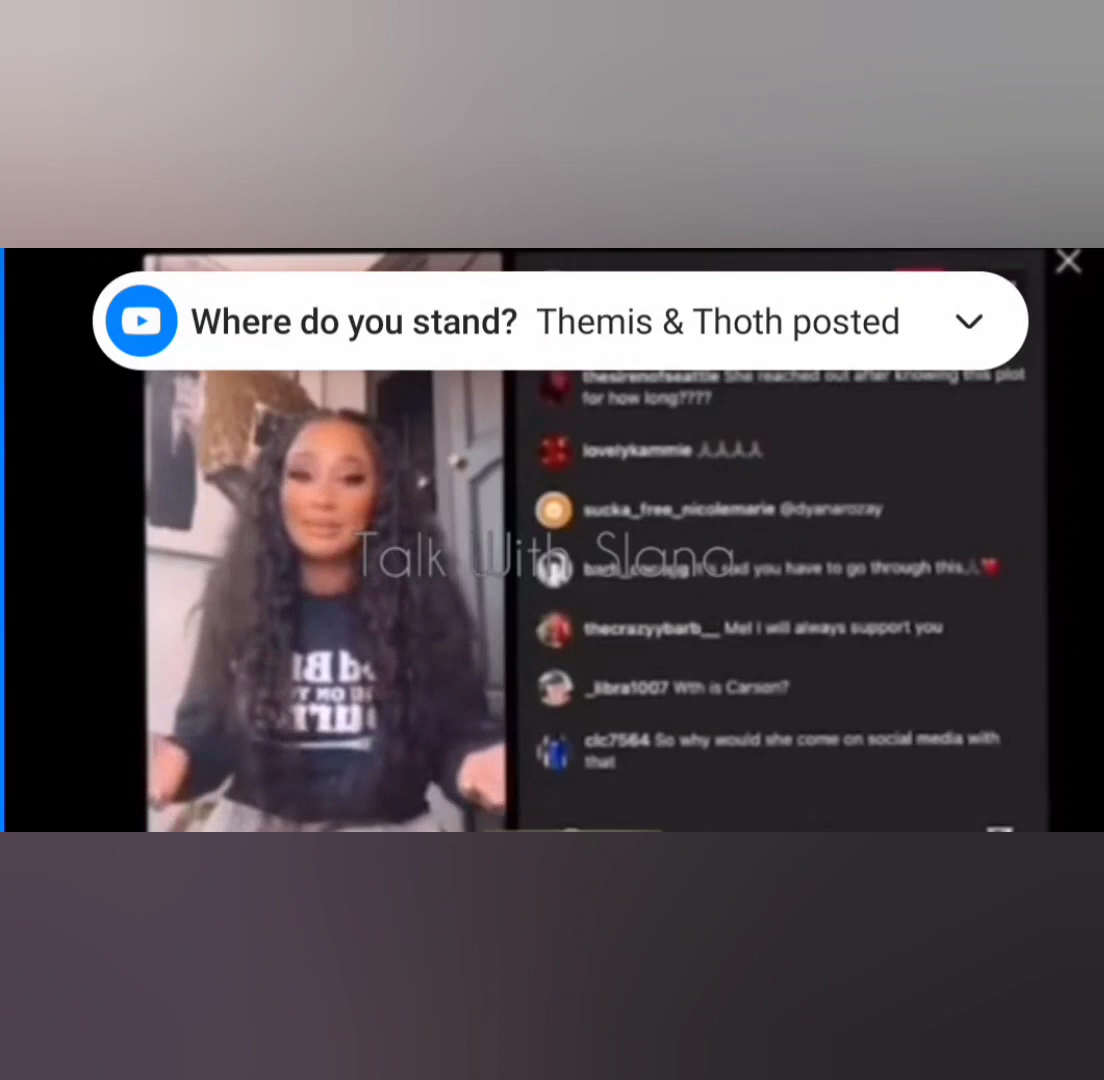 Where do you stand? Themis & Thoth posted
thesirenofseattle She reached out after knowing this plot
for how long????
lovelykammie
sucka_free_nicolemarie @dyanarozay
Talk With Slana
sad you have to go through this
thecrazyybarb__ Mel I will always support you
_libra1007 Wth is Carson?
clc7564 So why would she come on social media with
that